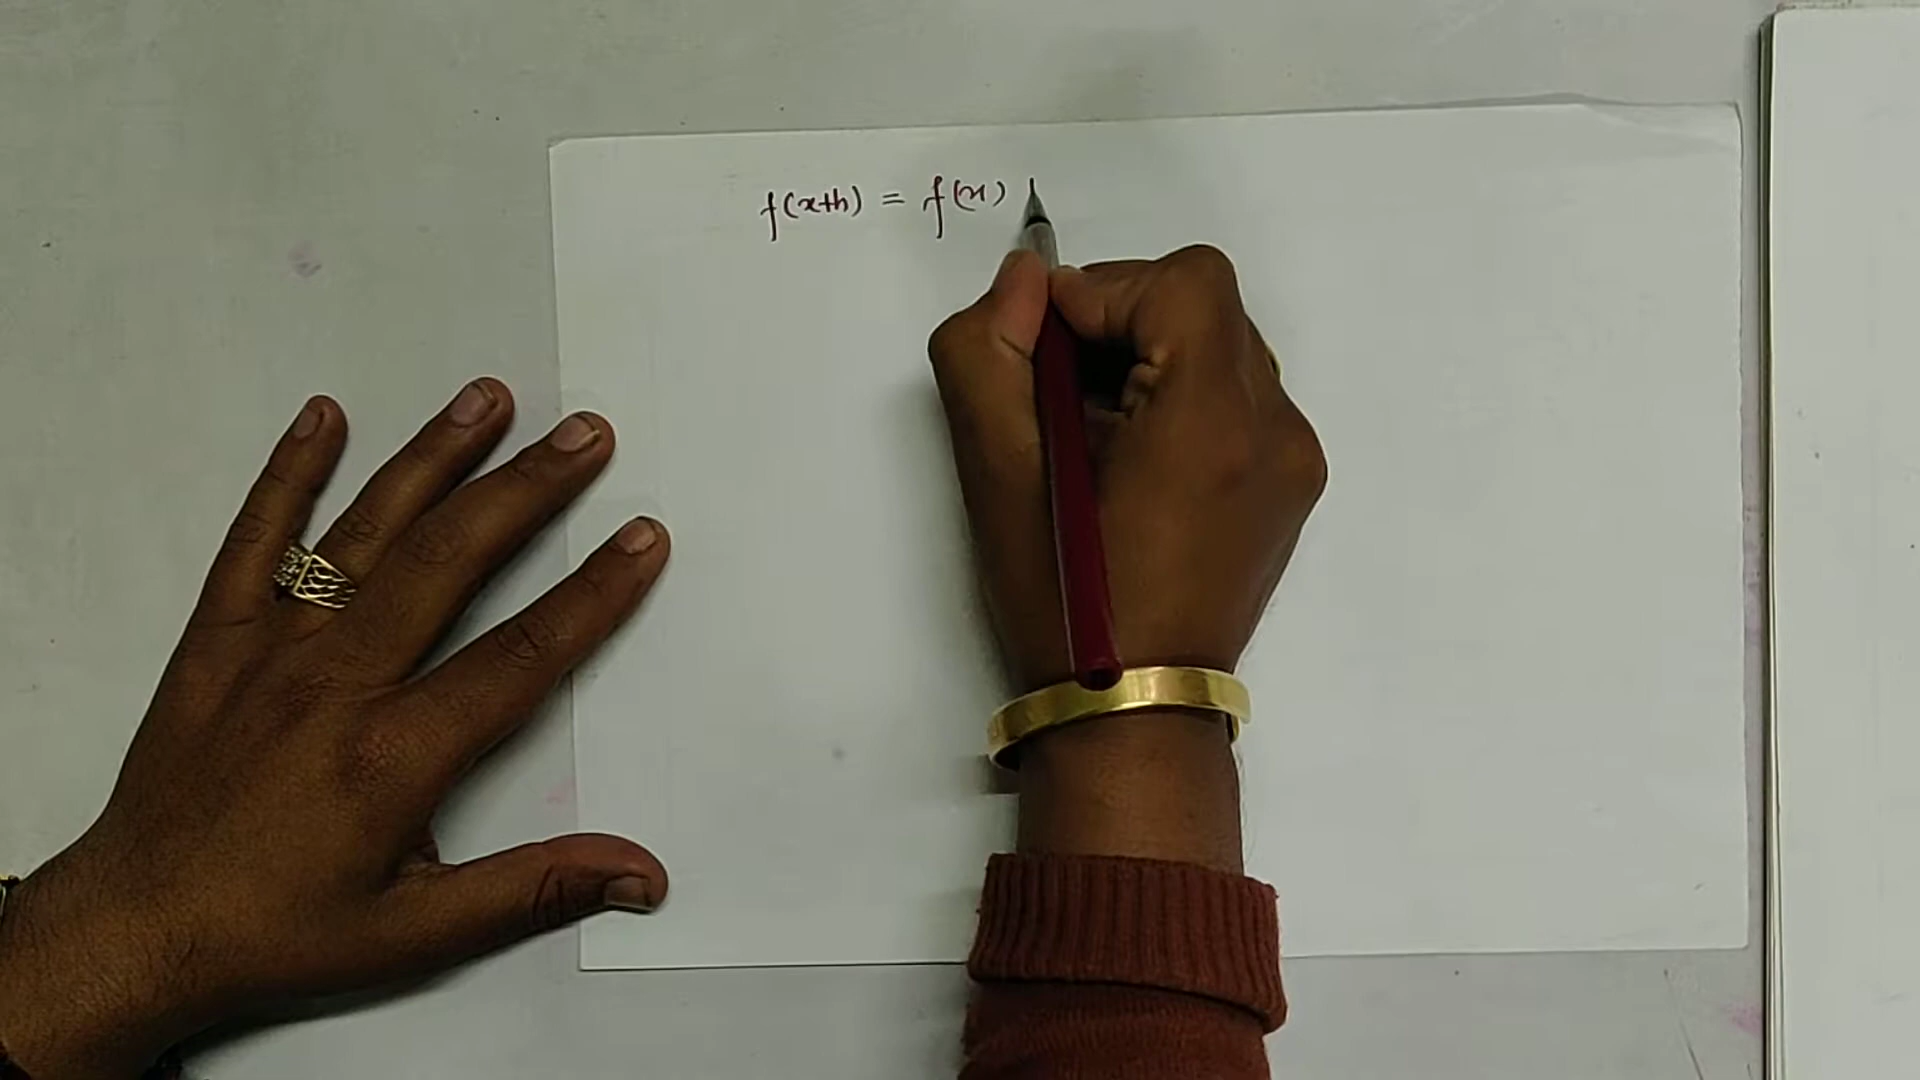 f(x+h) = f(x)